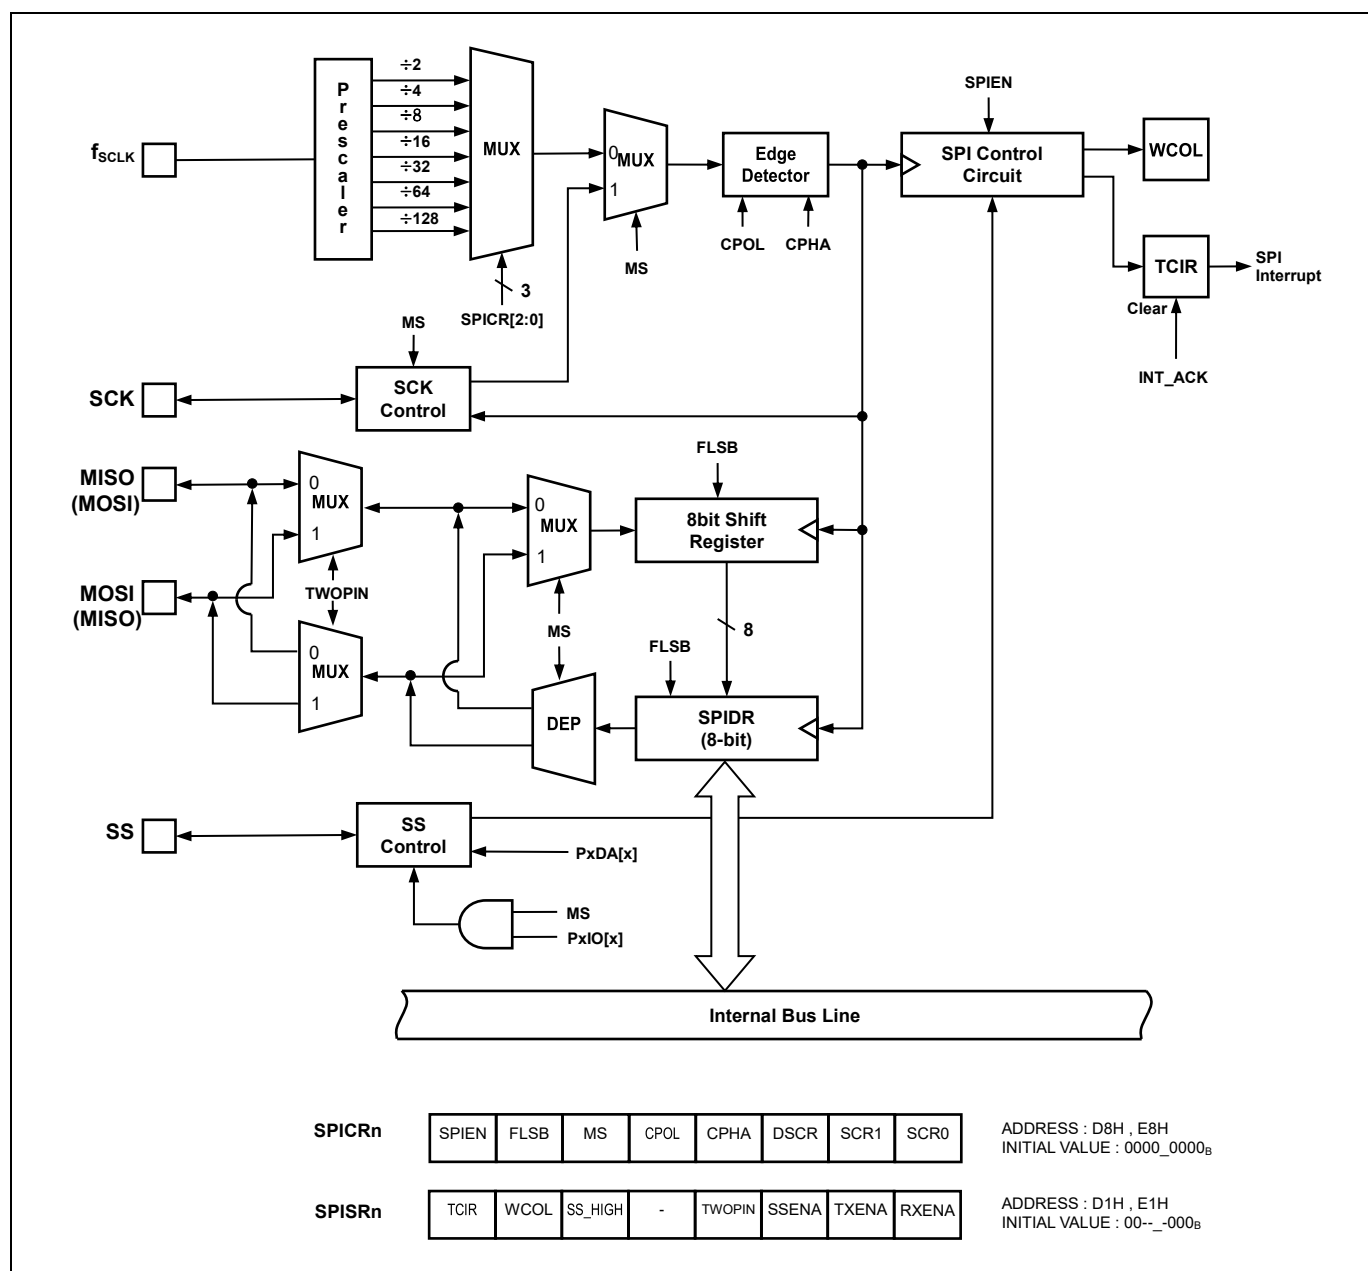 ÷2
÷4
÷8
÷16
÷32
÷64
÷128
Prescaler
fSCLK
MUX
3
SPICR[2:0]
0
1
MUX
MS
Edge
Detector
CPOL
CPHA
SPIEN
SPI Control
Circuit
WCOL
TCIR
SPI
Interrupt
Clear
INT_ACK
MS
SCK
SCK
Control
MISO
(MOSI)
0
MUX
1
0
MUX
1
FLSB
8bit Shift
Register
MOSI
(MISO)
TWOPIN
MS
8
0
MUX
1
DEP
FLSB
SPIDR
(8-bit)
SS
SS
Control
PxDA[x]
MS
PxIO[x]
Internal Bus Line
SPICRn
SPIEN FLSB MS CPOL CPHA DSCR SCR1 SCR0
ADDRESS : D8H , E8H
INITIAL VALUE : 0000_0000B
SPISRn
TCIR WCOL SS_HIGH - TWOPIN SSENA TXENA RXENA
ADDRESS : D1H , E1H
INITIAL VALUE : 00--_-000B